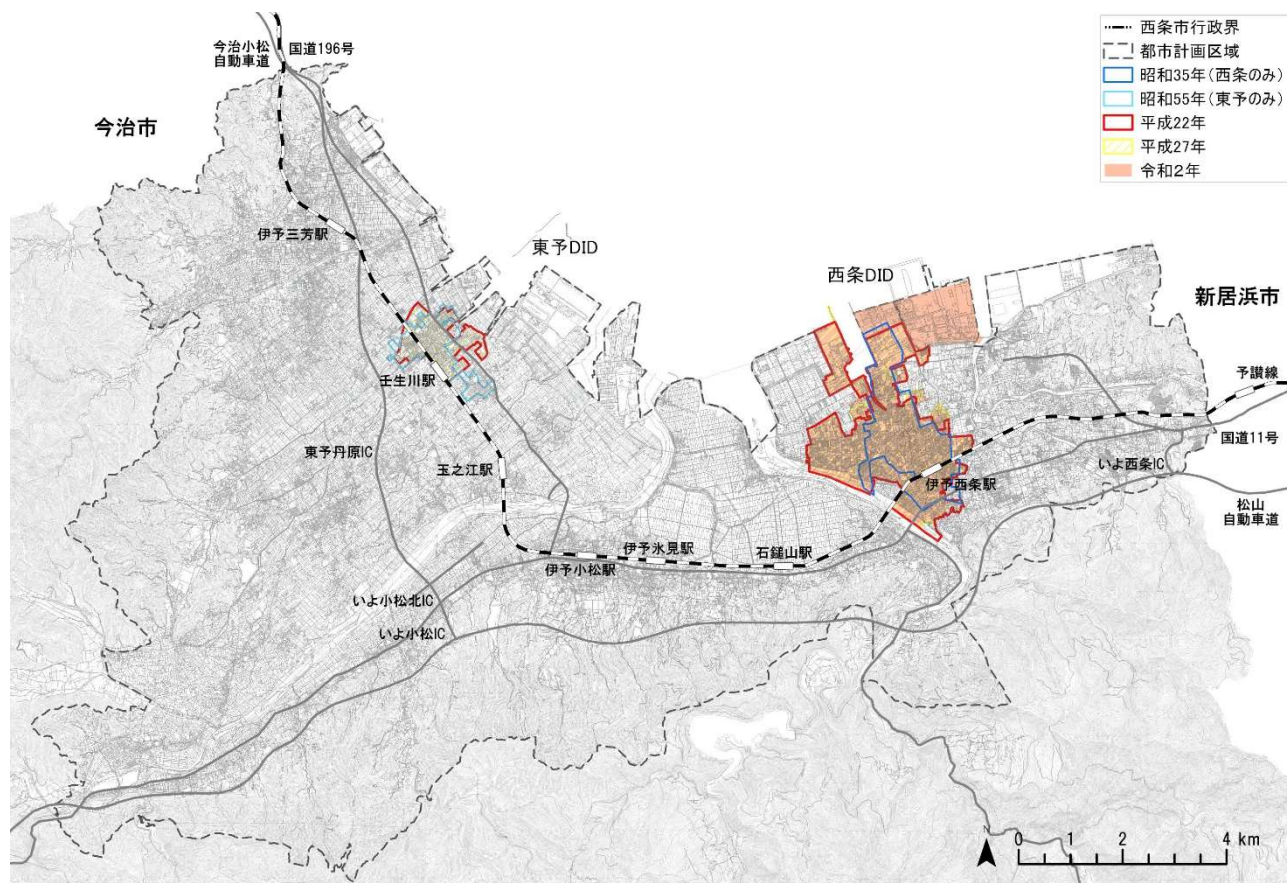 今治小松
自動車道
国道196号
西条市行政界
都市計画区域
昭和35年(西条のみ)
昭和55年(東予のみ)
平成22年
平成27年
令和2年
今治市
伊予三芳駅
東予DID
西条DID
新居浜市
壬生川駅
予讃線
国道11号
東予丹原IC
玉之江駅
伊予西条駅
いよ西条IC
松山
自動車道
伊予氷見駅
石鎚山駅
伊予小松駅
いよ小松北IC
いよ小松IC
0 1 2 4 km